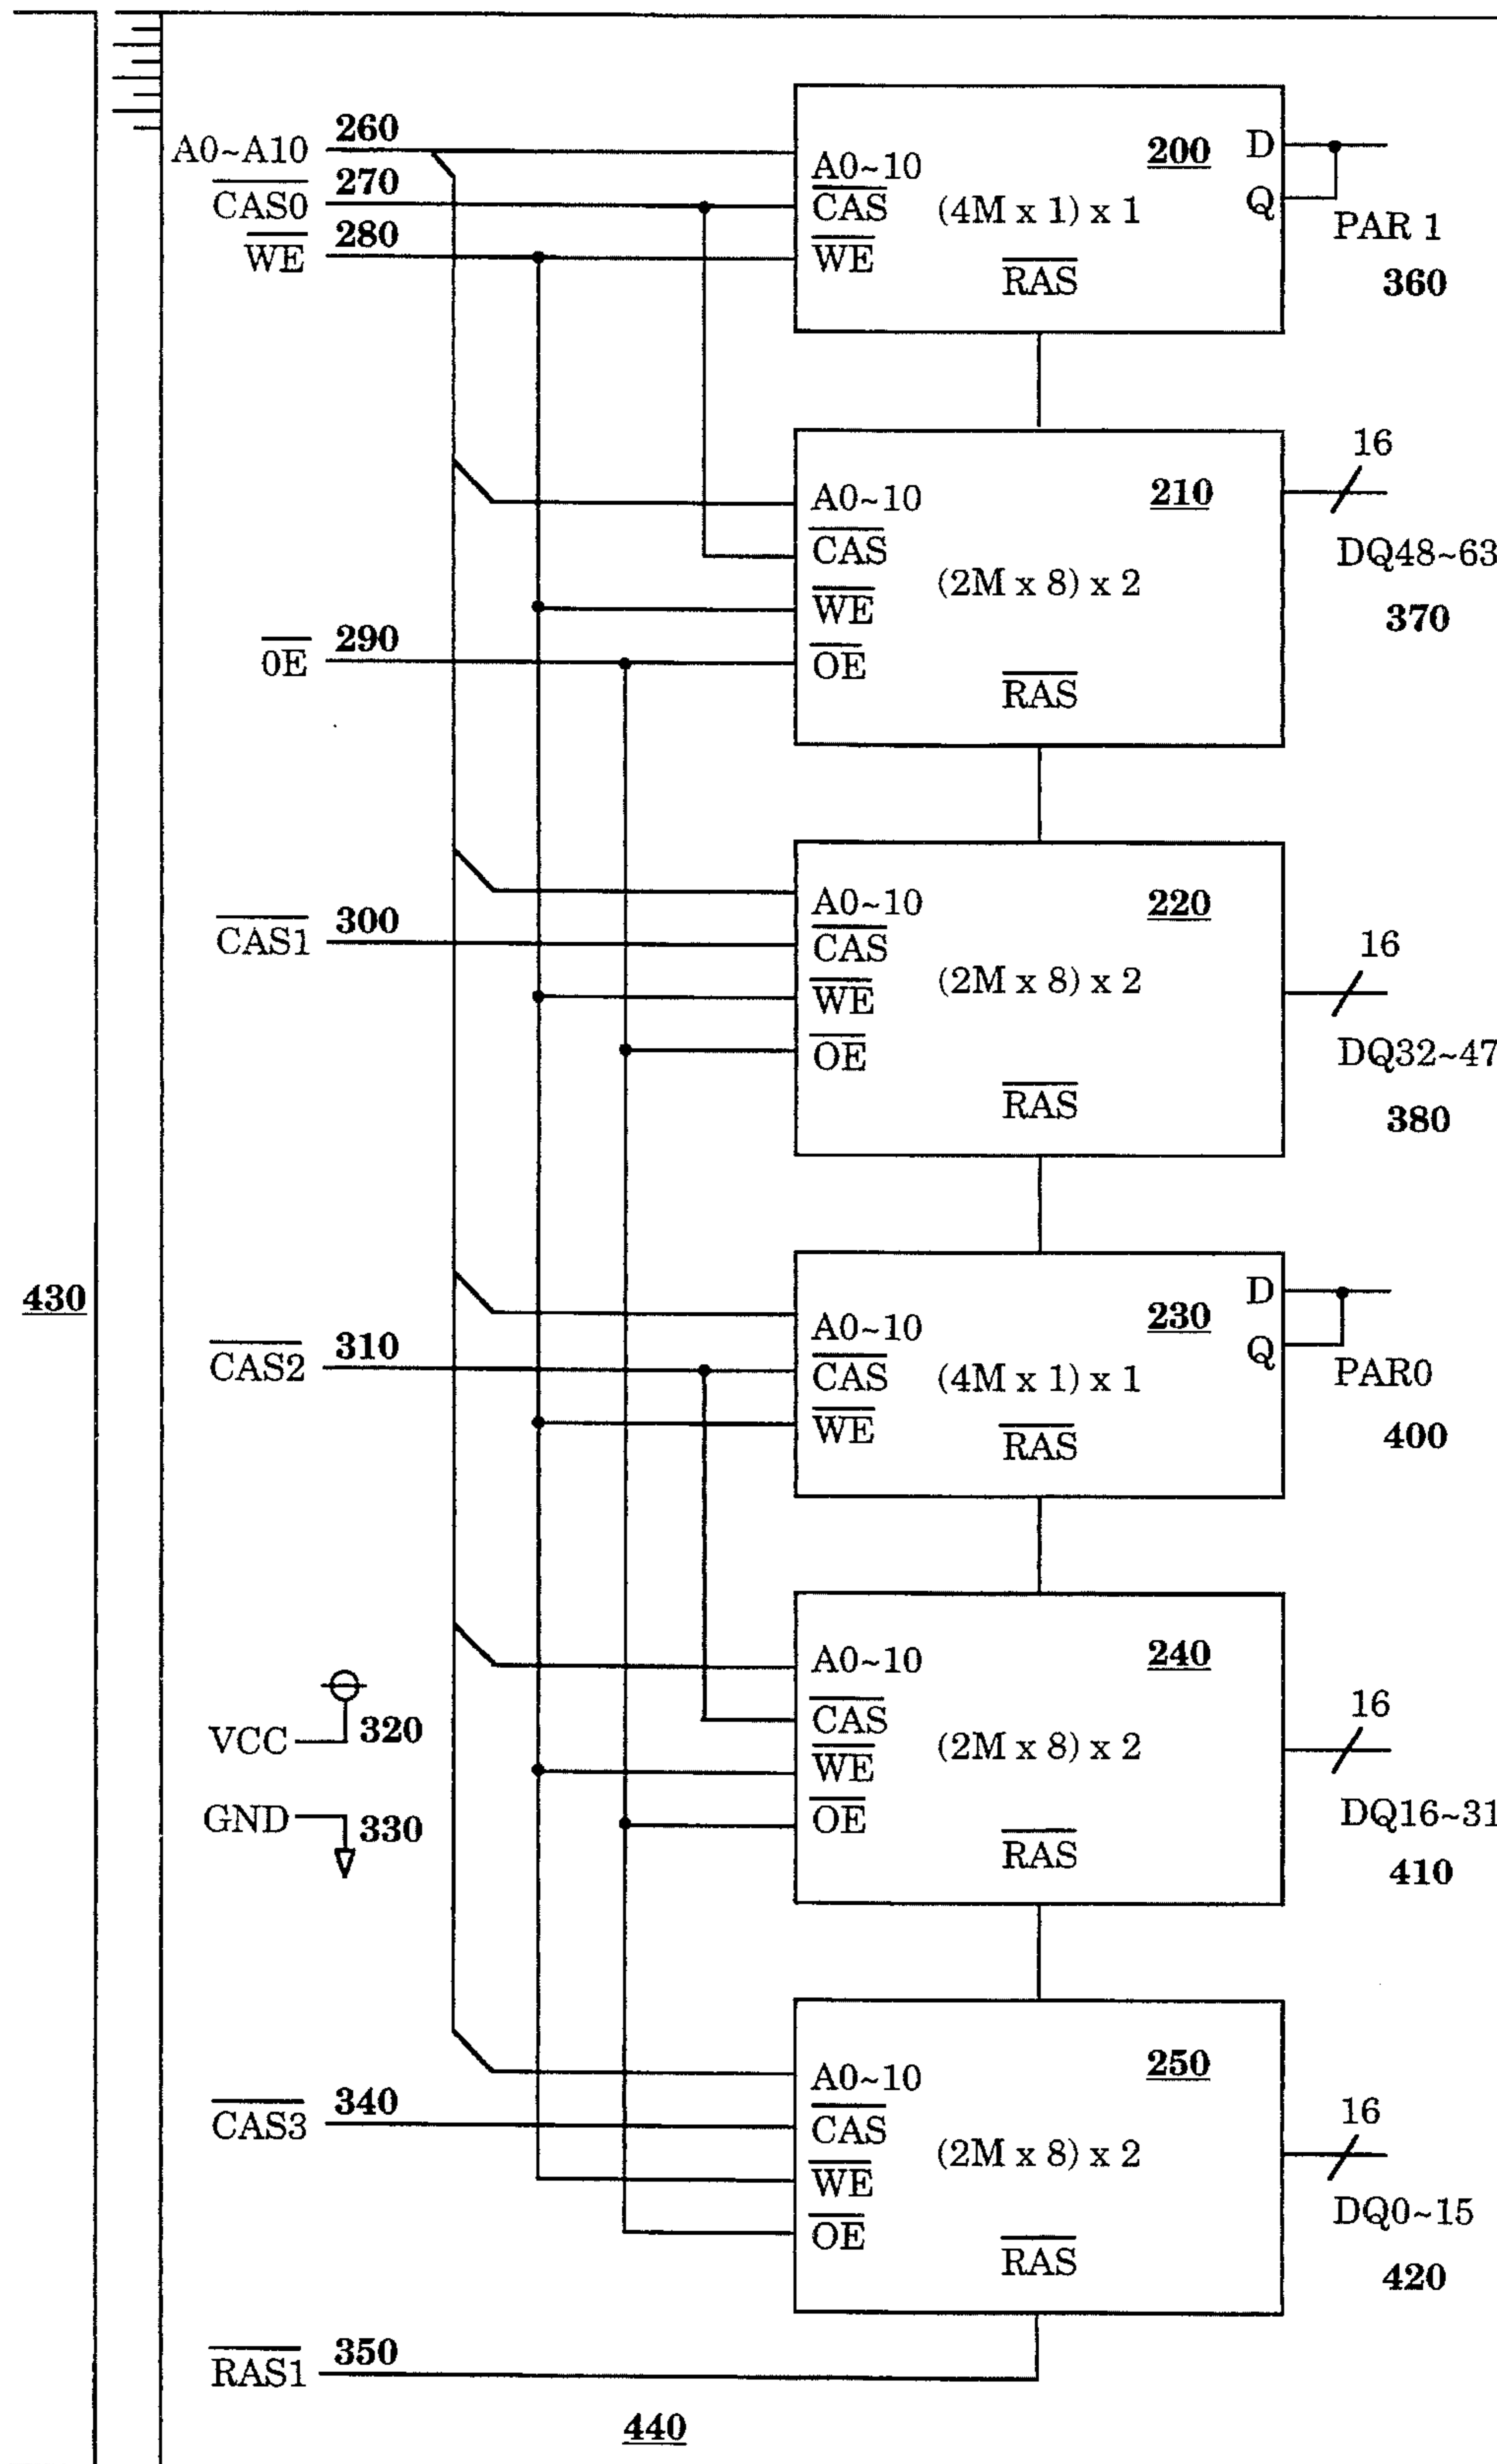 A0~A10 260
CAS0 270
WE 280
A0~10
CAS
WE
(4M x 1) x 1
RAS
200
D
Q
PAR 1
360
0E 290
A0~10
CAS
WE
OE
(2M x 8) x 2
RAS
210
16
DQ48~63
370
CAS1 300
A0~10
CAS
WE
OE
(2M x 8) x 2
RAS
220
16
DQ32~47
380
430
CAS2 310
A0~10
CAS
WE
(4M x 1) x 1
RAS
230
D
Q
PAR0
400
VCC 320
GND 330
A0~10
CAS
WE
OE
(2M x 8) x 2
RAS
240
16
DQ16~31
410
CAS3 340
A0~10
CAS
WE
OE
(2M x 8) x 2
RAS
250
16
DQ0~15
420
RAS1 350
440